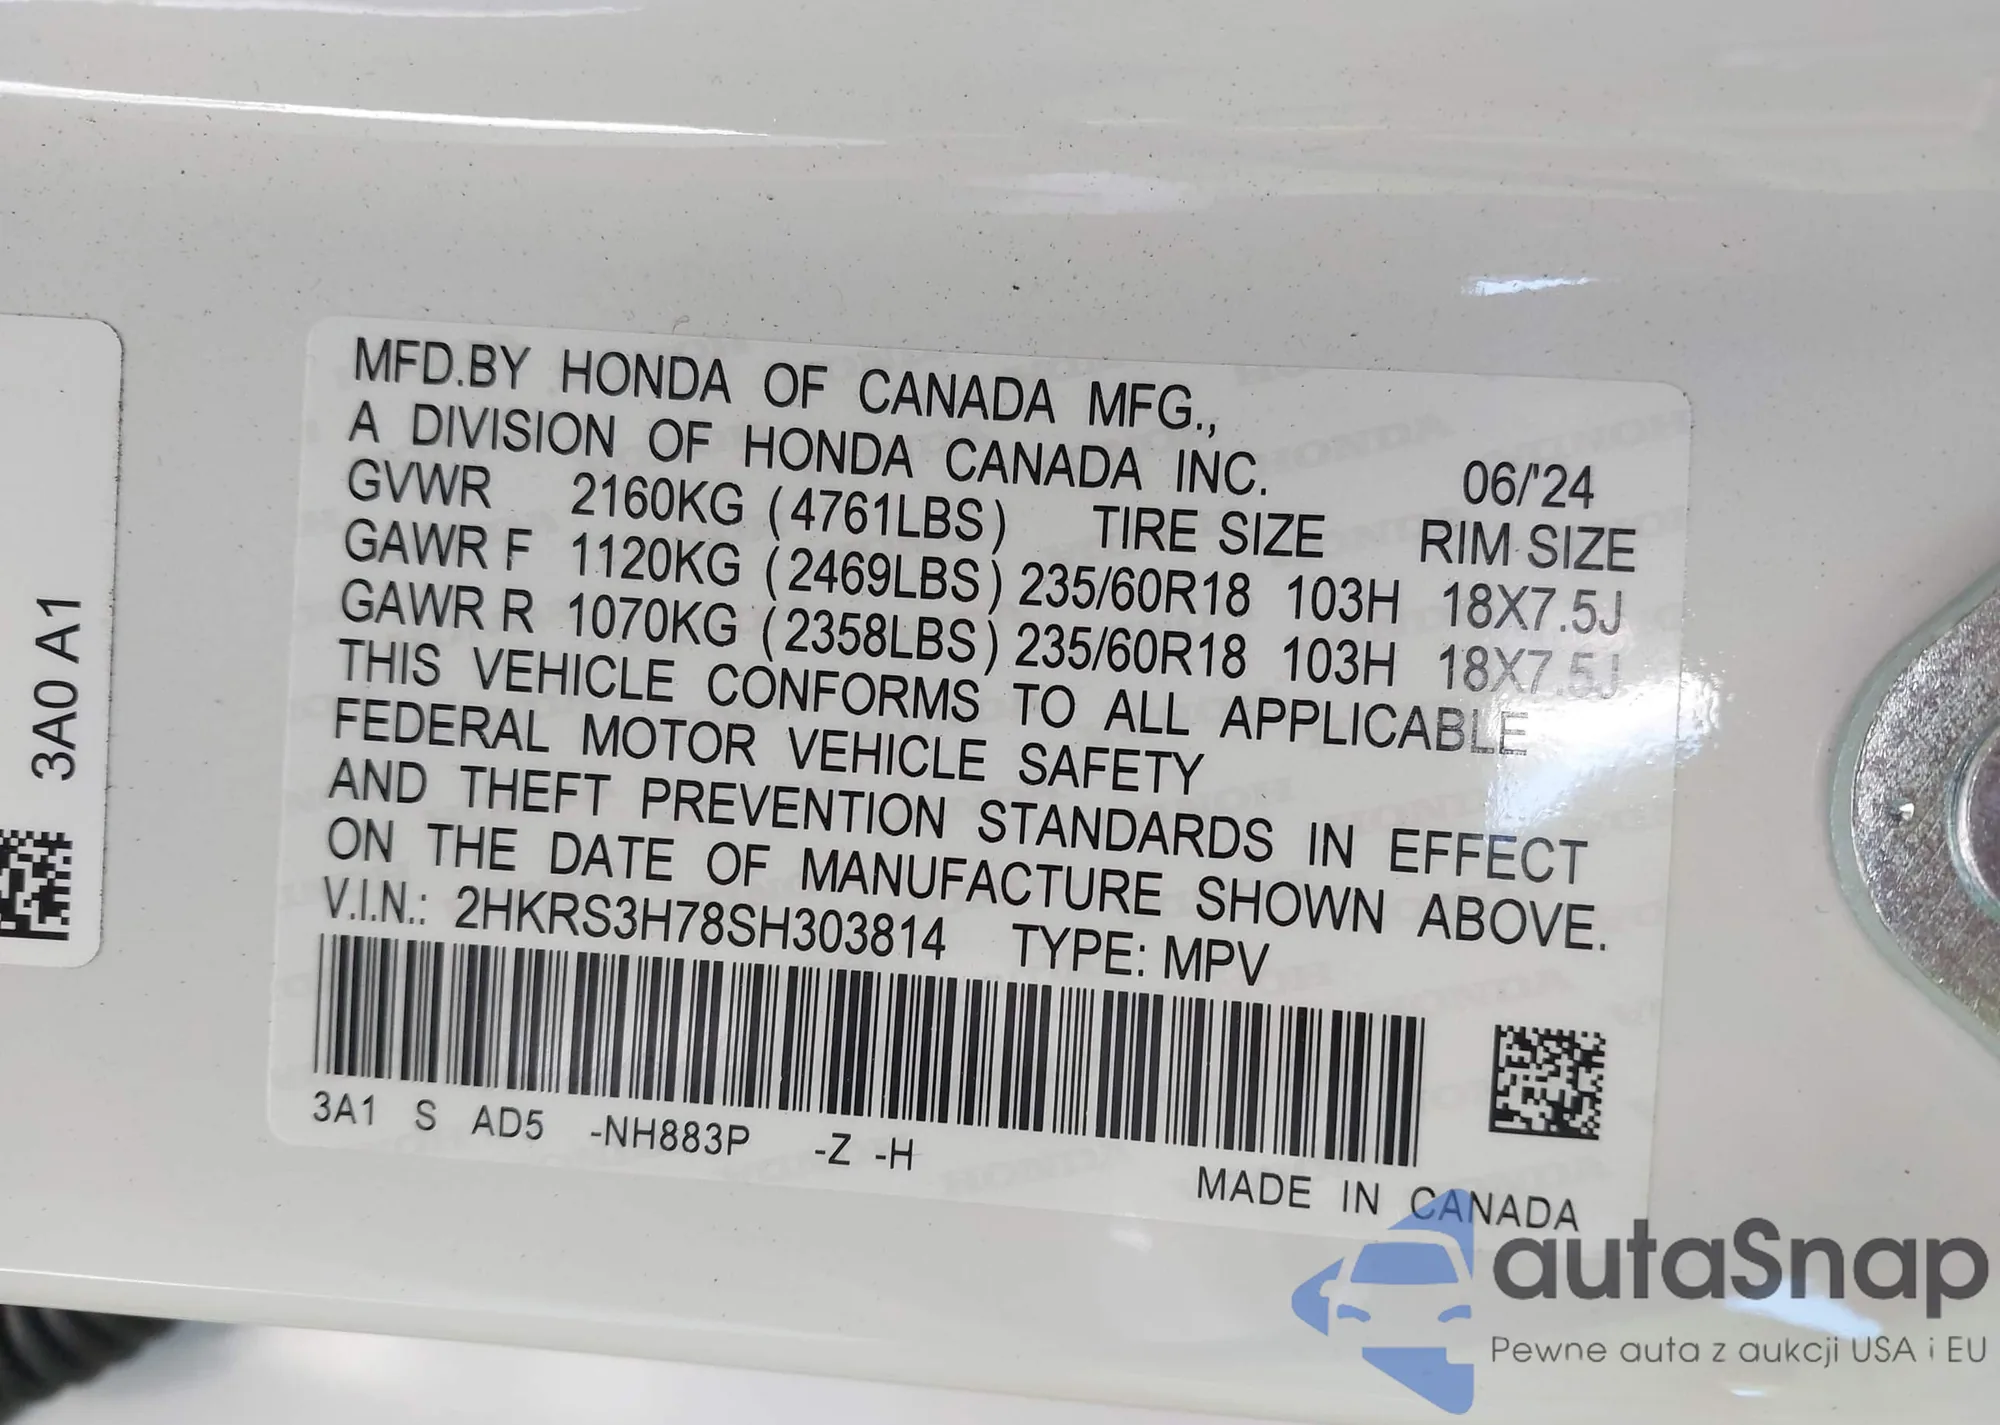 MFD.BY HONDA OF CANADA MFG.,
A DIVISION OF HONDA CANADA INC. 06/'24
GVWR 2160KG (4761LBS) TIRE SIZE RIM SIZE
GAWR F 1120KG (2469LBS) 235/60R18 103H 18X7.5J
GAWR R 1070KG (2358LBS) 235/60R18 103H 18X7.5J
THIS VEHICLE CONFORMS TO ALL APPLICABLE
FEDERAL MOTOR VEHICLE SAFETY
AND THEFT PREVENTION STANDARDS IN EFFECT
ON THE DATE OF MANUFACTURE SHOWN ABOVE.
V.I.N.: 2HKRS3H78SH303814 TYPE: MPV
3A1 S AD5 -NH883P -Z -H
MADE IN CANADA
3A0 A1
autaSnap
Pewne auta z aukcji USA i EU